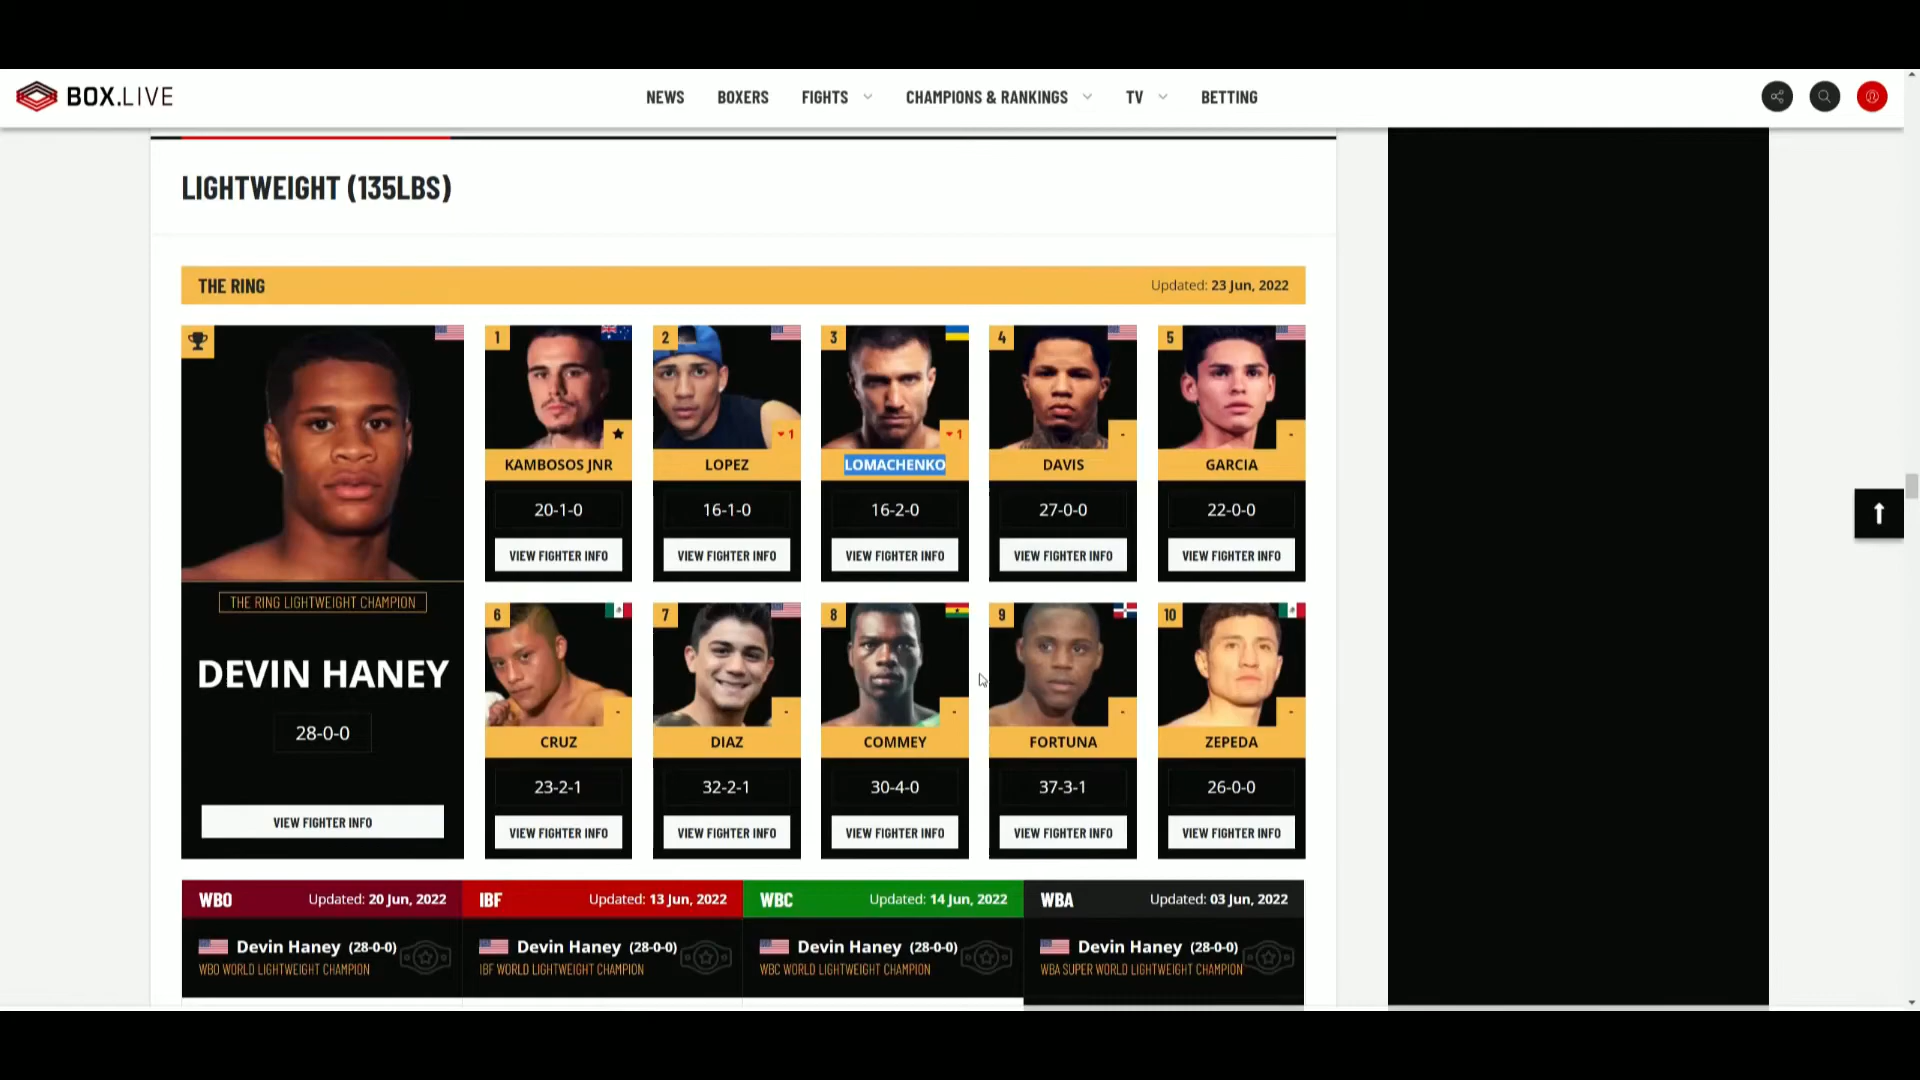 BOX.LIVE
NEWS BOXERS FIGHTS CHAMPIONS & RANKINGS TV BETTING
LIGHTWEIGHT (135LBS)
THE RING Updated: 23 Jun, 2022
1 2 3 4 5
1 1 - -
KAMBOSOS JNR LOPEZ LOMACHENKO DAVIS GARCIA
20-1-0 16-1-0 16-2-0 27-0-0 22-0-0
VIEW FIGHTER INFO VIEW FIGHTER INFO VIEW FIGHTER INFO VIEW FIGHTER INFO VIEW FIGHTER INFO
THE RING LIGHTWEIGHT CHAMPION
DEVIN HANEY
28-0-0
VIEW FIGHTER INFO
6 7 8 9 10
- - - - -
CRUZ DIAZ COMMEY FORTUNA ZEPEDA
23-2-1 32-2-1 30-4-0 37-3-1 26-0-0
VIEW FIGHTER INFO VIEW FIGHTER INFO VIEW FIGHTER INFO VIEW FIGHTER INFO VIEW FIGHTER INFO
WBO Updated: 20 Jun, 2022 IBF Updated: 13 Jun, 2022 WBC Updated: 14 Jun, 2022 WBA Updated: 03 Jun, 2022
Devin Haney (28-0-0) Devin Haney (28-0-0) Devin Haney (28-0-0) Devin Haney (28-0-0)
WBO WORLD LIGHTWEIGHT CHAMPION IBF WORLD LIGHTWEIGHT CHAMPION WBC WORLD LIGHTWEIGHT CHAMPION WBA SUPER WORLD LIGHTWEIGHT CHAMPION